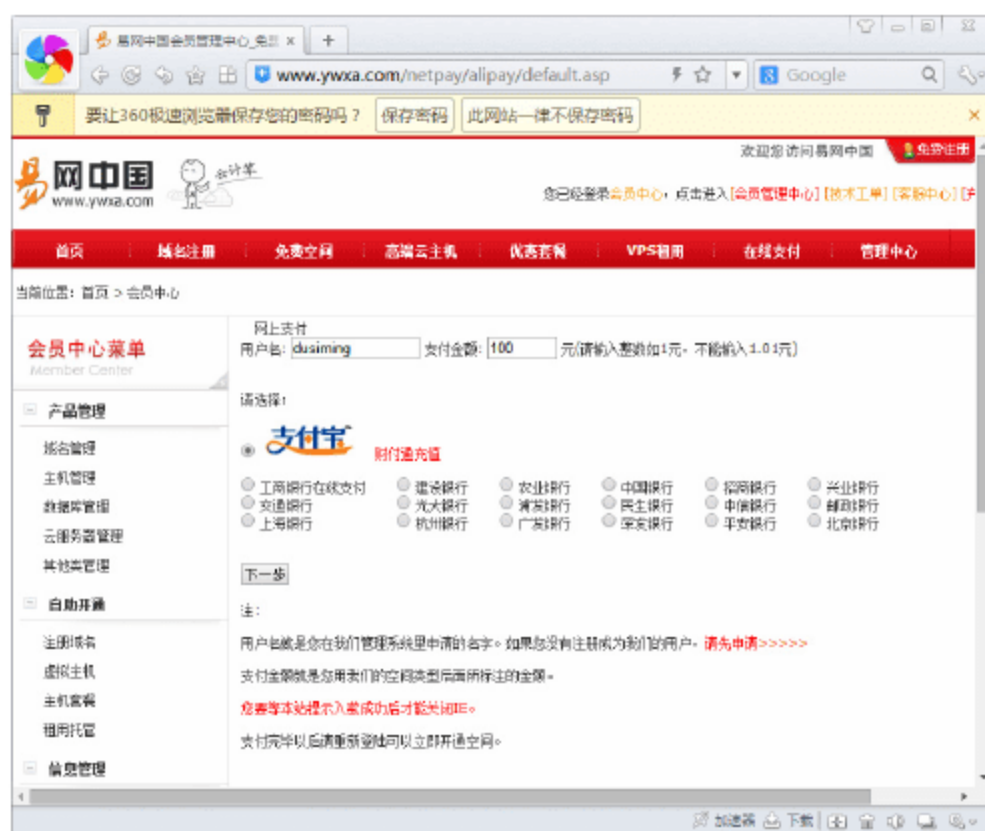 易网中国会员管理中心_免
www.ywxa.com/netpay/alipay/default.asp
Google
要让360极速浏览器保存您的密码吗？ 保存密码 此网站一律不保存密码
欢迎您访问易网中国 免费注册
易网中国
www.ywxa.com
云计算
您已经登录会员中心，点击进入[会员管理中心] [技术工单] [客服中心]
首页 域名注册 免费空间 高端云主机 优惠套餐 VPS租用 在线支付 管理中心
当前位置：首页 > 会员中心
会员中心菜单
Member Center
产品管理
域名管理
主机管理
数据库管理
云服务器管理
其他类管理
自助开通
注册域名
虚拟主机
主机套餐
租用托管
信息管理
网上支付
用户名: dusiming 支付金额: 100 元(请输入整数如1元，不能输入1.01元)
请选择：
支付宝 财付通充值
工商银行在线支付 建设银行 农业银行 中国银行 招商银行 兴业银行
交通银行 光大银行 浦发银行 民生银行 中信银行 邮政银行
上海银行 杭州银行 广发银行 深发银行 平安银行 北京银行
下一步
注：
用户名就是您在我们管理系统里申请的名字。如果您没有注册成为我们的用户。请先申请>>>>>
支付金额就是您用我们的空间类型后面所标注的金额。
您要等本站提示入款成功后才能关闭IE。
支付完毕以后请重新登陆可以立即开通空间。
加速器 下载